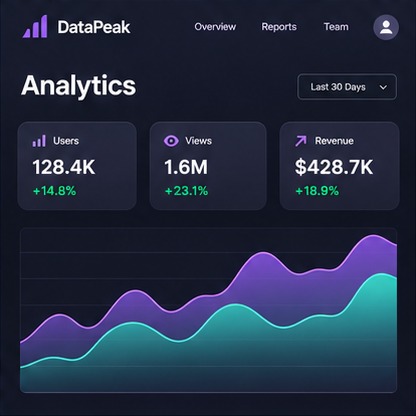 DataPeak Overview Reports Team
Analytics Last 30 Days
Users Views Revenue
128.4K 1.6M $428.7K
+14.8% +23.1% +18.9%